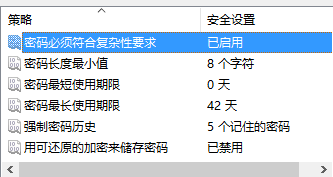 策略 安全设置
密码必须符合复杂性要求 已启用
密码长度最小值 8 个字符
密码最短使用期限 0 天
密码最长使用期限 42 天
强制密码历史 5 个记住的密码
用可还原的加密来储存密码 已禁用